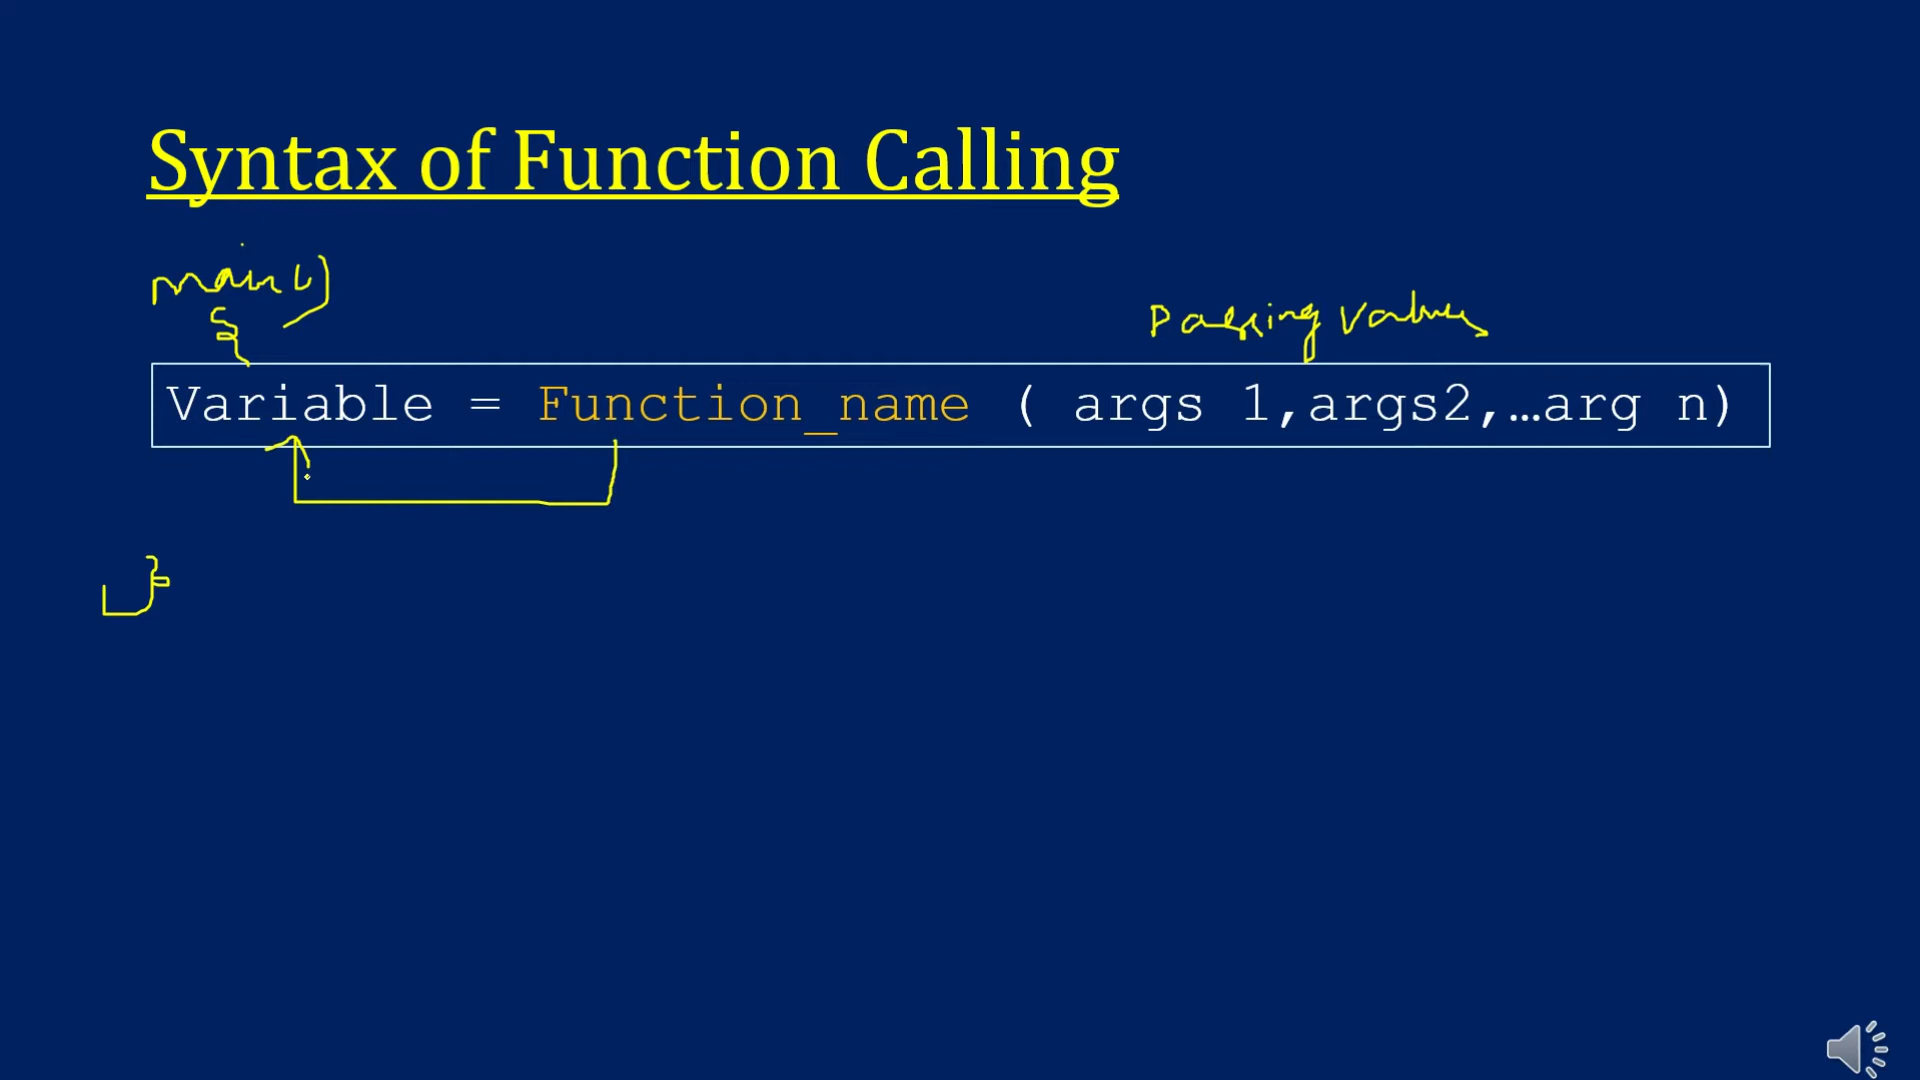 Syntax of Function Calling
main()
{
Passing Values
Variable = Function_name ( args 1,args2,…arg n)
}